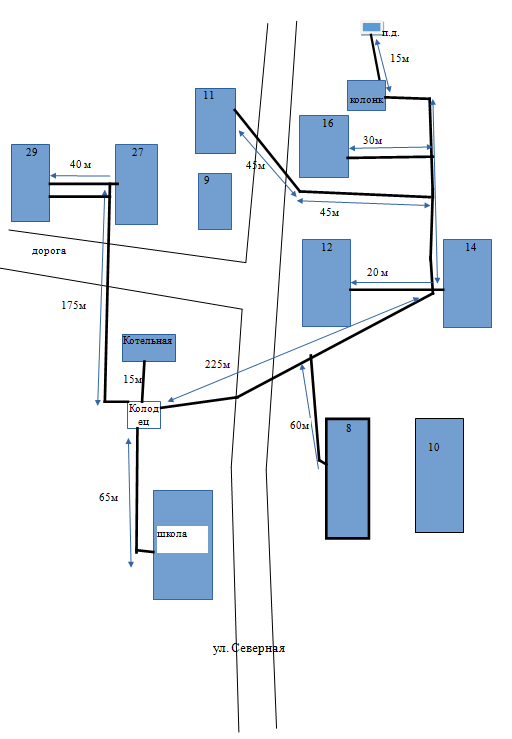 п.д.
15м
колонк
11
16
30м
29
40 м
27
45м
9
45м
дорога
12
14
20 м
175м
Котельная
225м
15м
Колод
ец
60м
8
10
65м
школа
ул. Северная